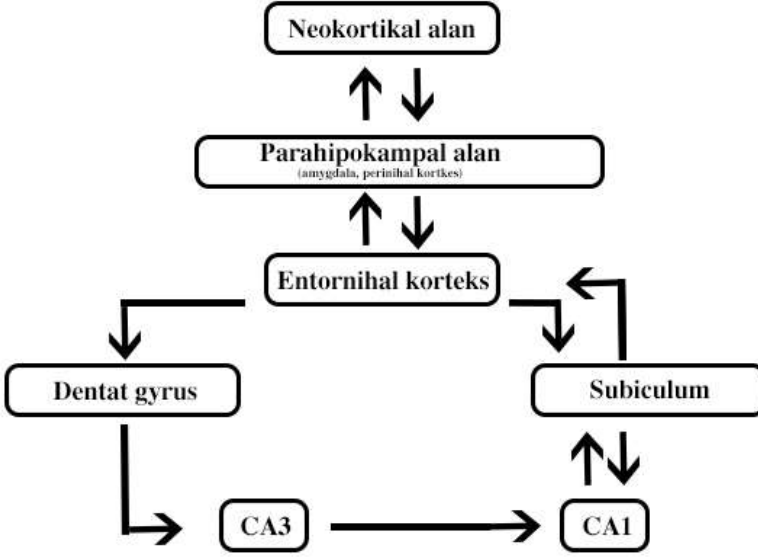 Neokortikal alan
Parahipokampal alan
(amygdala, perinihal kortkes)
Entornihal korteks
Dentat gyrus
Subiculum
CA3
CA1